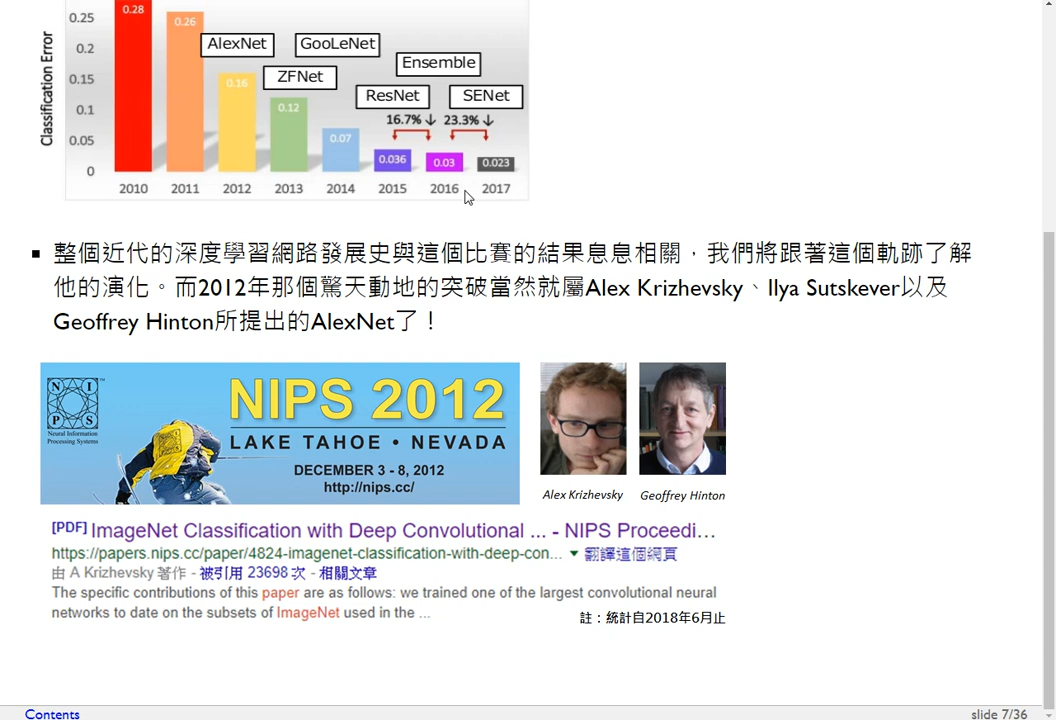 0.28
0.25
0.26
AlexNet
GooLeNet
0.2
Ensemble
ZFNet
0.15
0.16
ResNet
SENet
Classification Error
0.12
0.1
16.7% ↓
23.3% ↓
0.07
0.05
0.036
0.03
0.023
0
2010
2011
2012
2013
2014
2015
2016
2017
▪ 整個近代的深度學習網路發展史與這個比賽的結果息息相關，我們將跟著這個軌跡了解
他的演化。而2012年那個驚天動地的突破當然就屬Alex Krizhevsky、Ilya Sutskever以及
Geoffrey Hinton所提出的AlexNet了！
N I
P S
TM
Neural Information
Processing Systems
NIPS 2012
LAKE TAHOE • NEVADA
DECEMBER 3 - 8, 2012
http://nips.cc/
Alex Krizhevsky
Geoffrey Hinton
[PDF] ImageNet Classification with Deep Convolutional ... - NIPS Proceedi...
https://papers.nips.cc/paper/4824-imagenet-classification-with-deep-con... ▼ 翻譯這個網頁
由 A Krizhevsky 著作 - 被引用 23698 次 - 相關文章
The specific contributions of this paper are as follows: we trained one of the largest convolutional neural
networks to date on the subsets of ImageNet used in the ...
註：統計自2018年6月止
Contents
slide 7/36